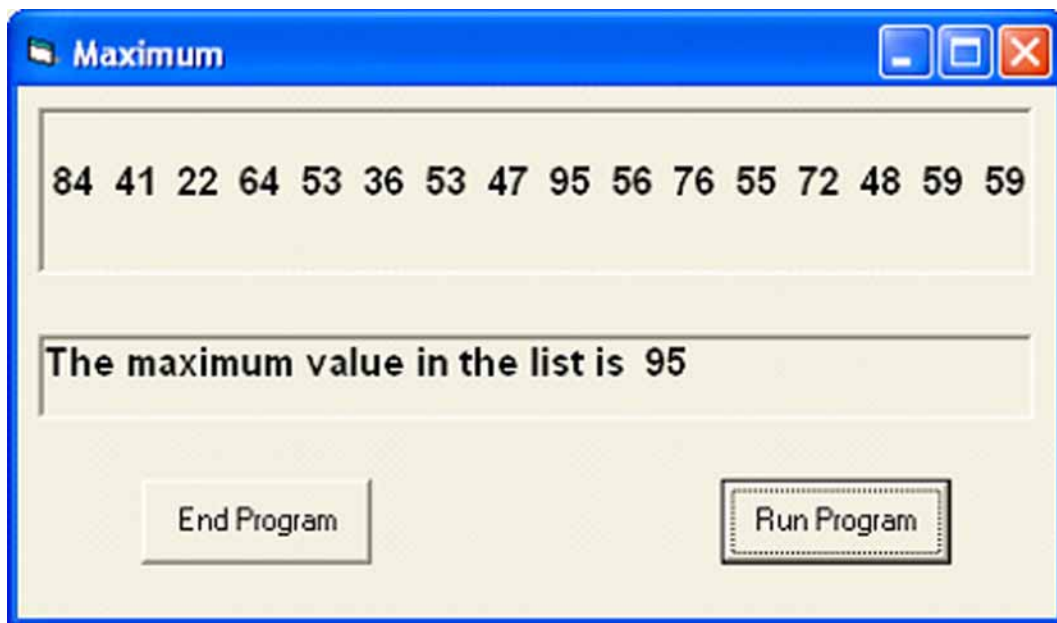 Maximum
84 41 22 64 53 36 53 47 95 56 76 55 72 48 59 59
The maximum value in the list is 95
End Program Run Program